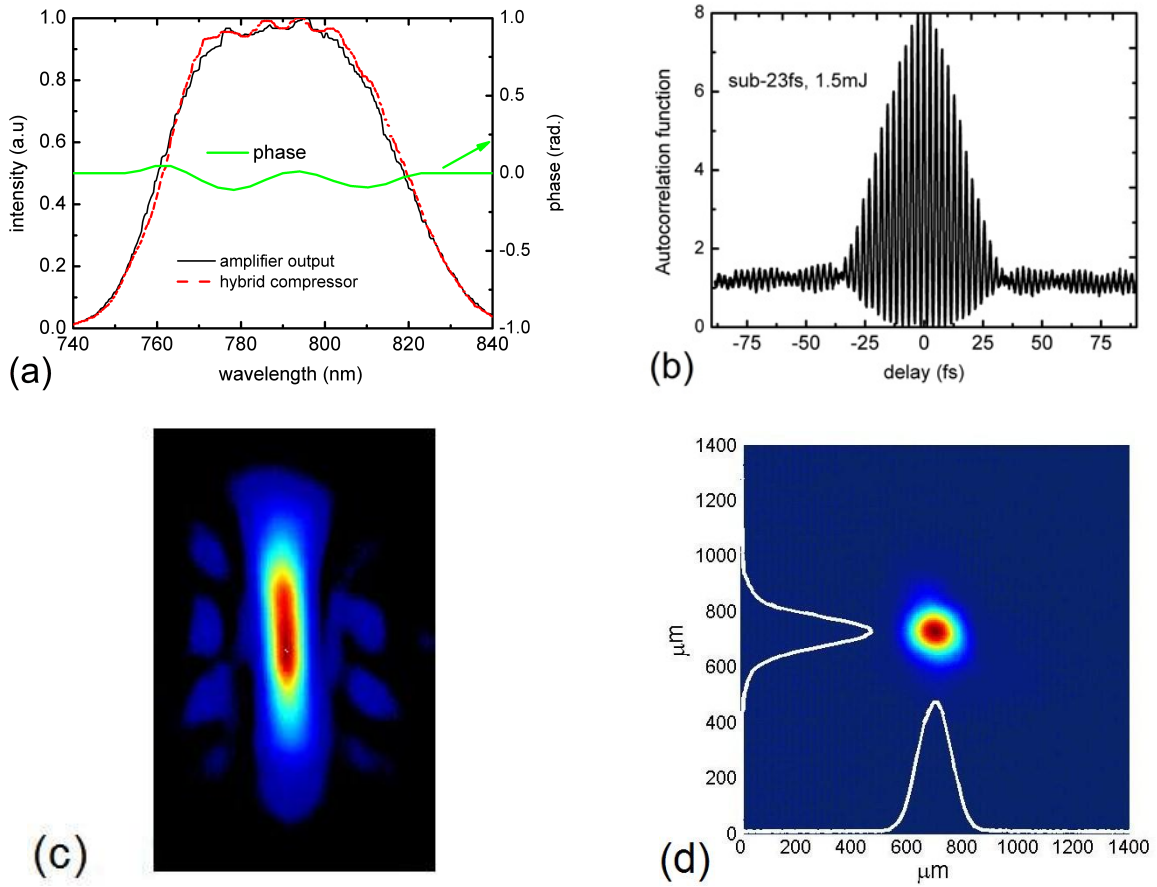 1.0
0.8
0.6
0.4
0.2
0.0
intensity (a.u)
1.0
0.5
0.0
-0.5
-1.0
phase (rad.)
phase
amplifier output
hybrid compressor
740 760 780 800 820 840
wavelength (nm)
(a)
8
6
4
2
0
Autocorrelation function
sub-23fs, 1.5mJ
-75 -50 -25 0 25 50 75
delay (fs)
(b)
(c)
1400
1200
1000
800
600
400
200
0
μm
0 200 400 600 800 1000 1200 1400
μm
(d)